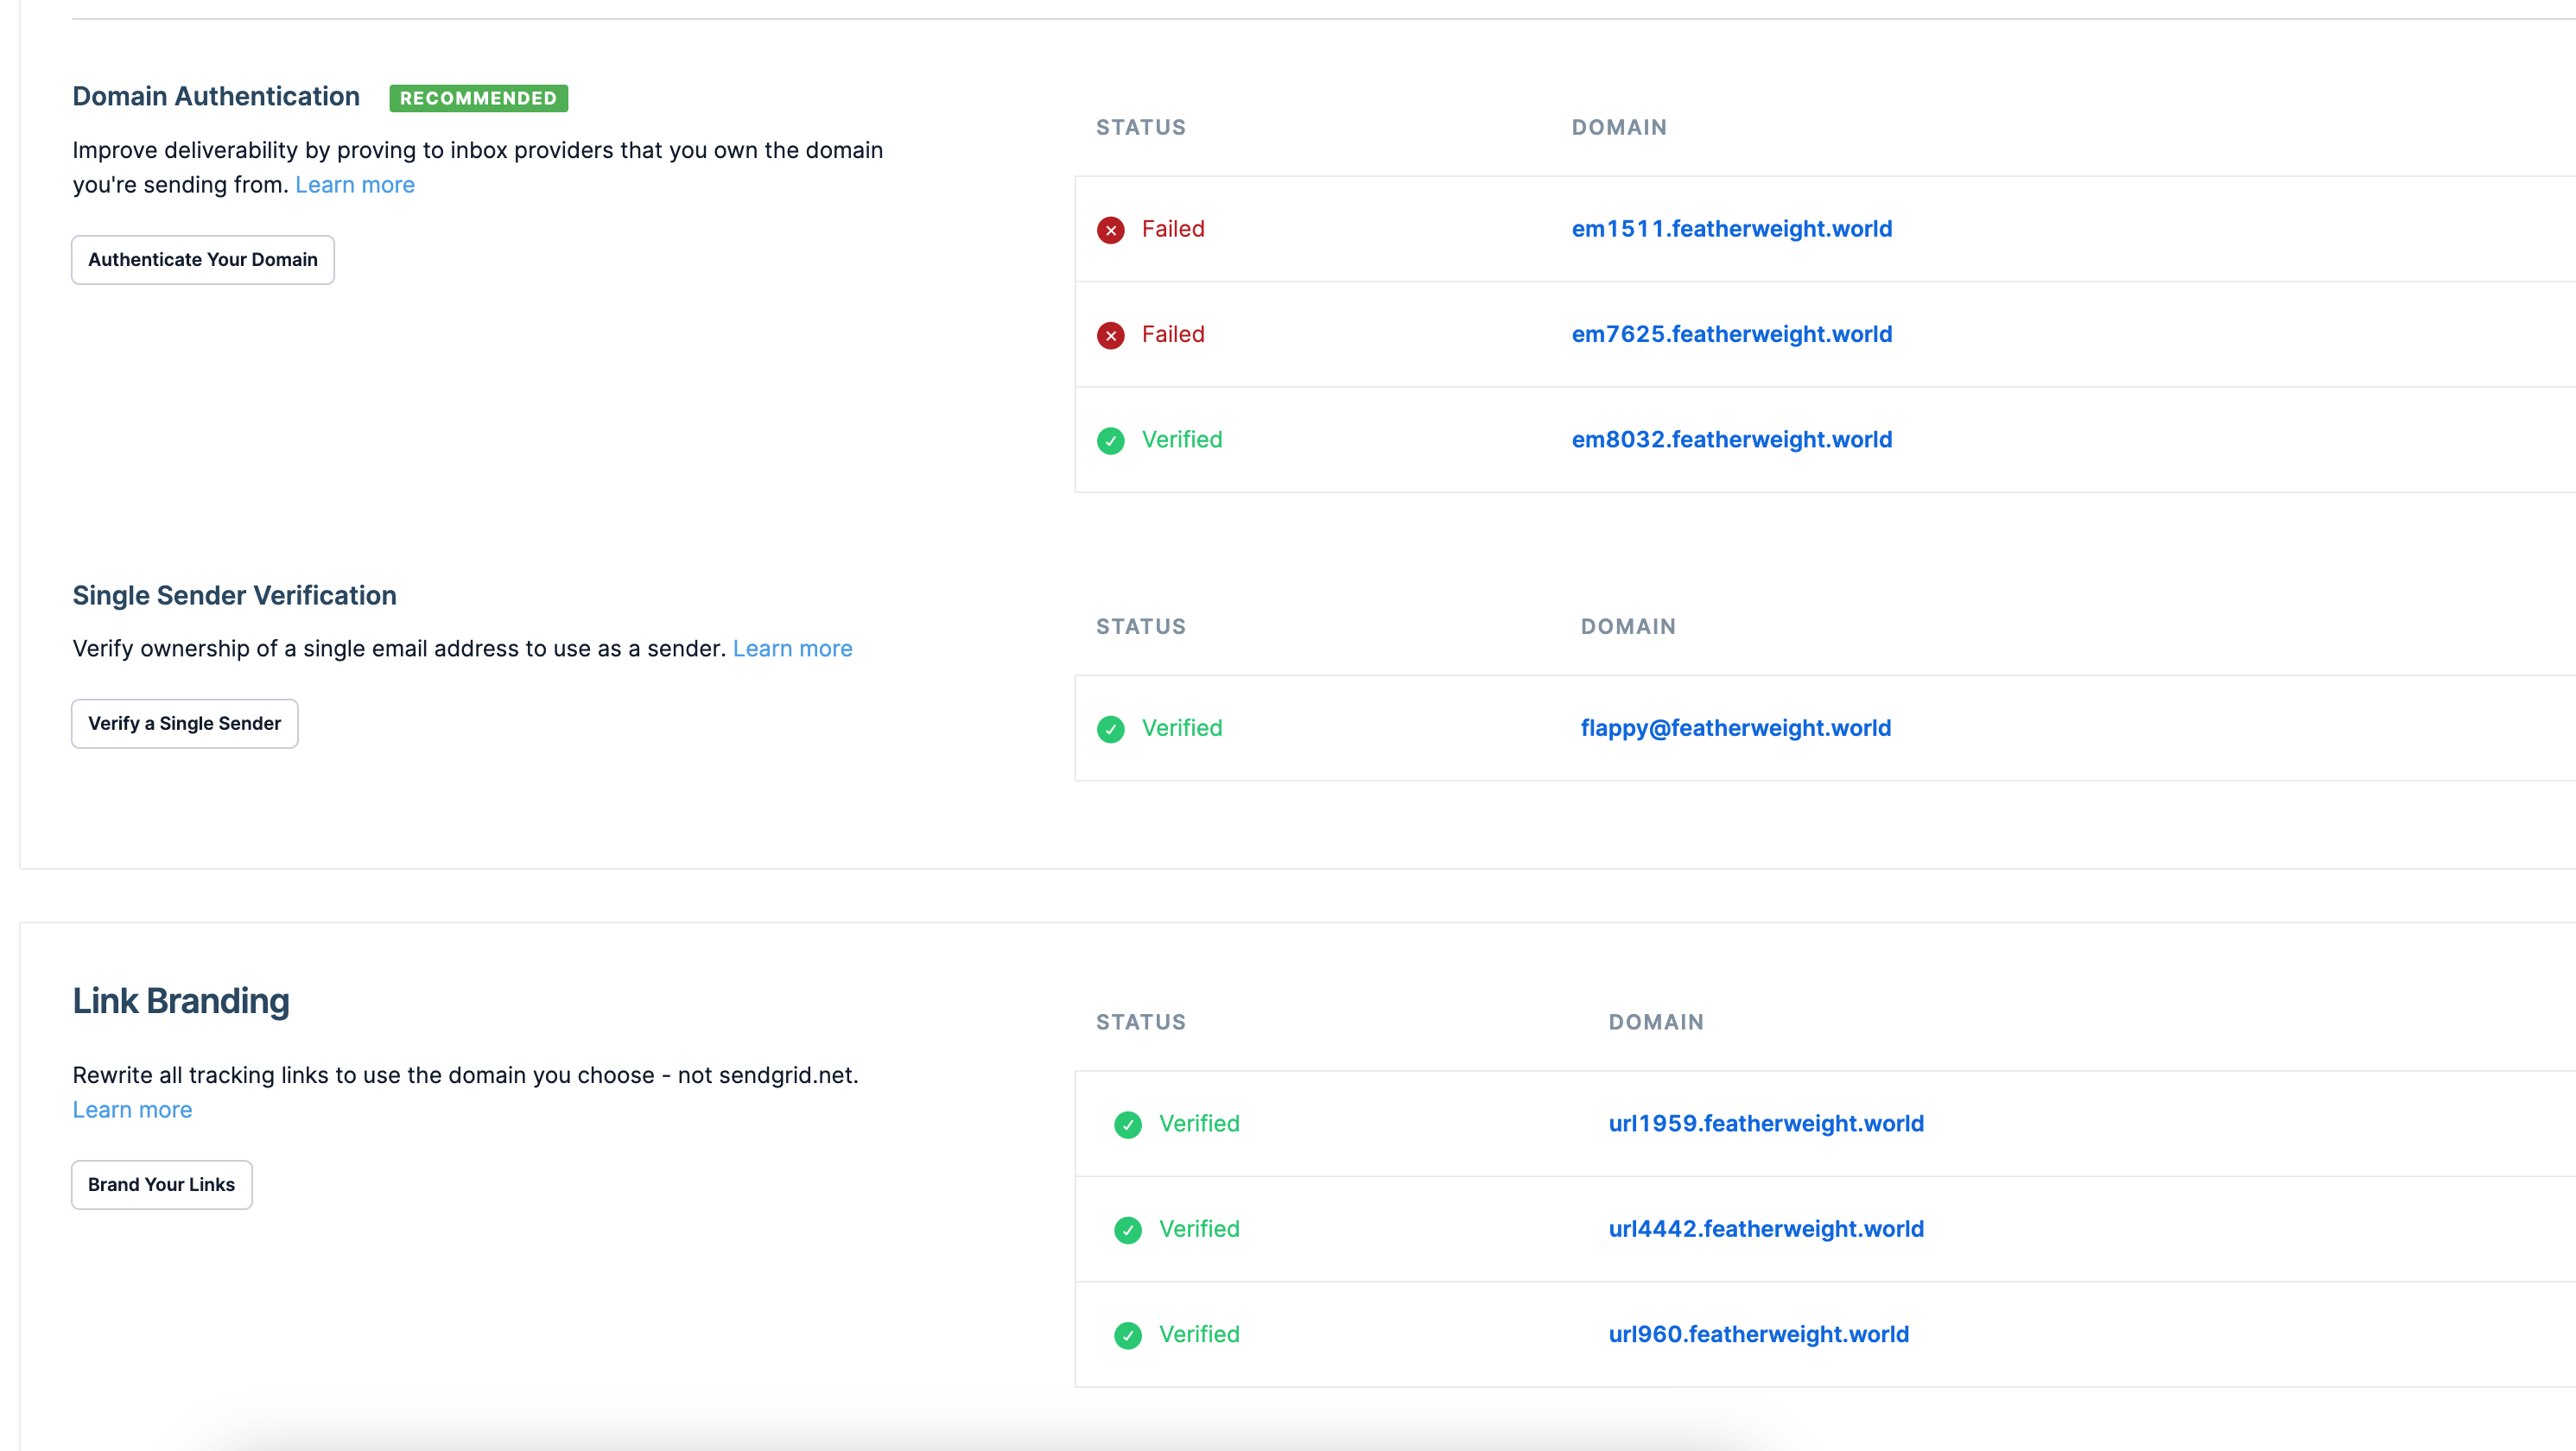 Domain Authentication RECOMMENDED
Improve deliverability by proving to inbox providers that you own the domain
you're sending from. Learn more
Authenticate Your Domain
STATUS DOMAIN
Failed em1511.featherweight.world
Failed em7625.featherweight.world
Verified em8032.featherweight.world
Single Sender Verification
Verify ownership of a single email address to use as a sender. Learn more
Verify a Single Sender
STATUS DOMAIN
Verified flappy@featherweight.world
Link Branding
Rewrite all tracking links to use the domain you choose - not sendgrid.net.
Learn more
Brand Your Links
STATUS DOMAIN
Verified url1959.featherweight.world
Verified url4442.featherweight.world
Verified url960.featherweight.world